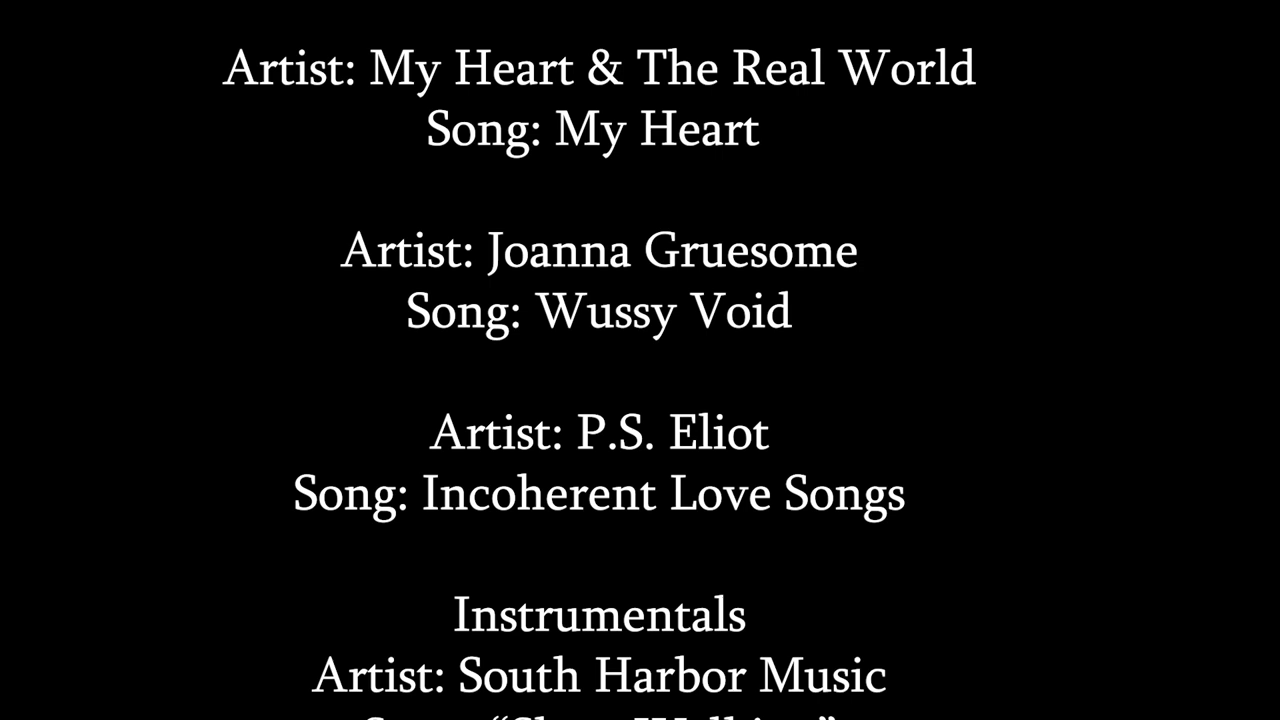 Artist: My Heart & The Real World
Song: My Heart
Artist: Joanna Gruesome
Song: Wussy Void
Artist: P.S. Eliot
Song: Incoherent Love Songs
Instrumentals
Artist: South Harbor Music